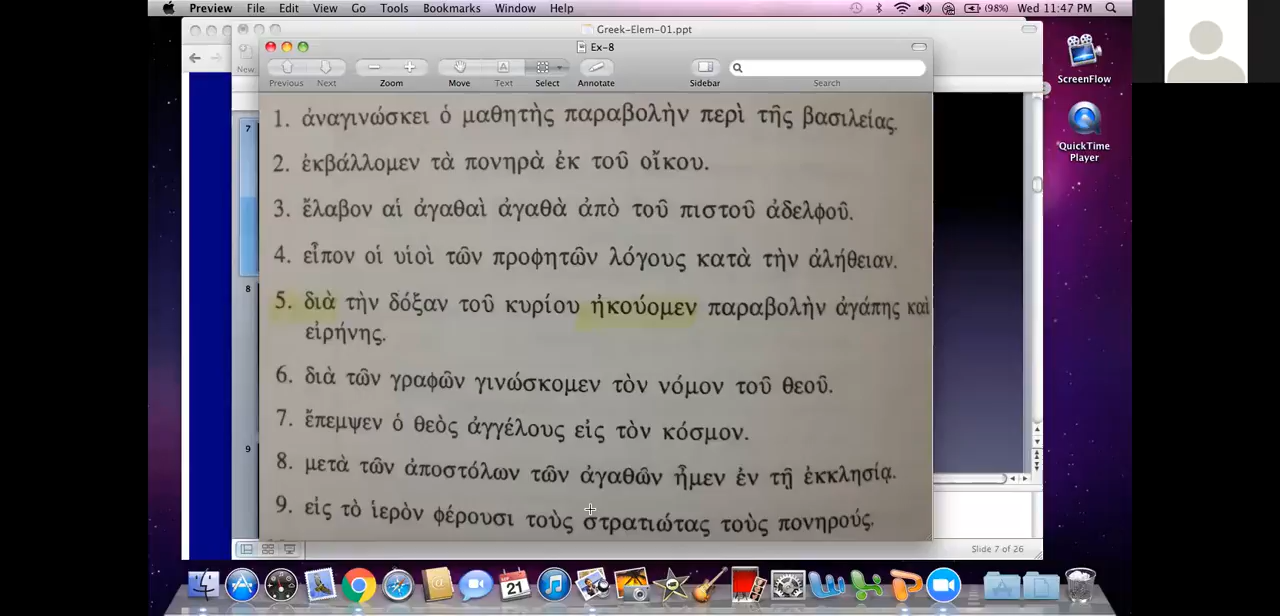 Preview File Edit View Go Tools Bookmarks Window Help (98%) Wed 11:47 PM
Greek-Elem-01.ppt
Ex-8
New Previous Next Zoom Move Text Select Annotate Sidebar Search
ScreenFlow
QuickTime
Player
7
1. ἀναγινώσκει ὁ μαθητὴς παραβολὴν περὶ τῆς βασιλείας.
2. ἐκβάλλομεν τὰ πονηρὰ ἐκ τοῦ οἴκου.
3. ἔλαβον αἱ ἀγαθαὶ ἀγαθὰ ἀπὸ τοῦ πιστοῦ ἀδελφοῦ.
4. εἶπον οἱ υἱοὶ τῶν προφητῶν λόγους κατὰ τὴν ἀλήθειαν.
5. διὰ τὴν δόξαν τοῦ κυρίου ἠκούομεν παραβολὴν ἀγάπης καὶ
εἰρήνης.
8
6. διὰ τῶν γραφῶν γινώσκομεν τὸν νόμον τοῦ θεοῦ.
7. ἔπεμψεν ὁ θεὸς ἀγγέλους εἰς τὸν κόσμον.
9
8. μετὰ τῶν ἀποστόλων τῶν ἀγαθῶν ἦμεν ἐν τῇ ἐκκλησίᾳ.
9. εἰς τὸ ἱερὸν φέρουσι τοὺς στρατιώτας τοὺς πονηρούς.
Slide 7 of 26
21